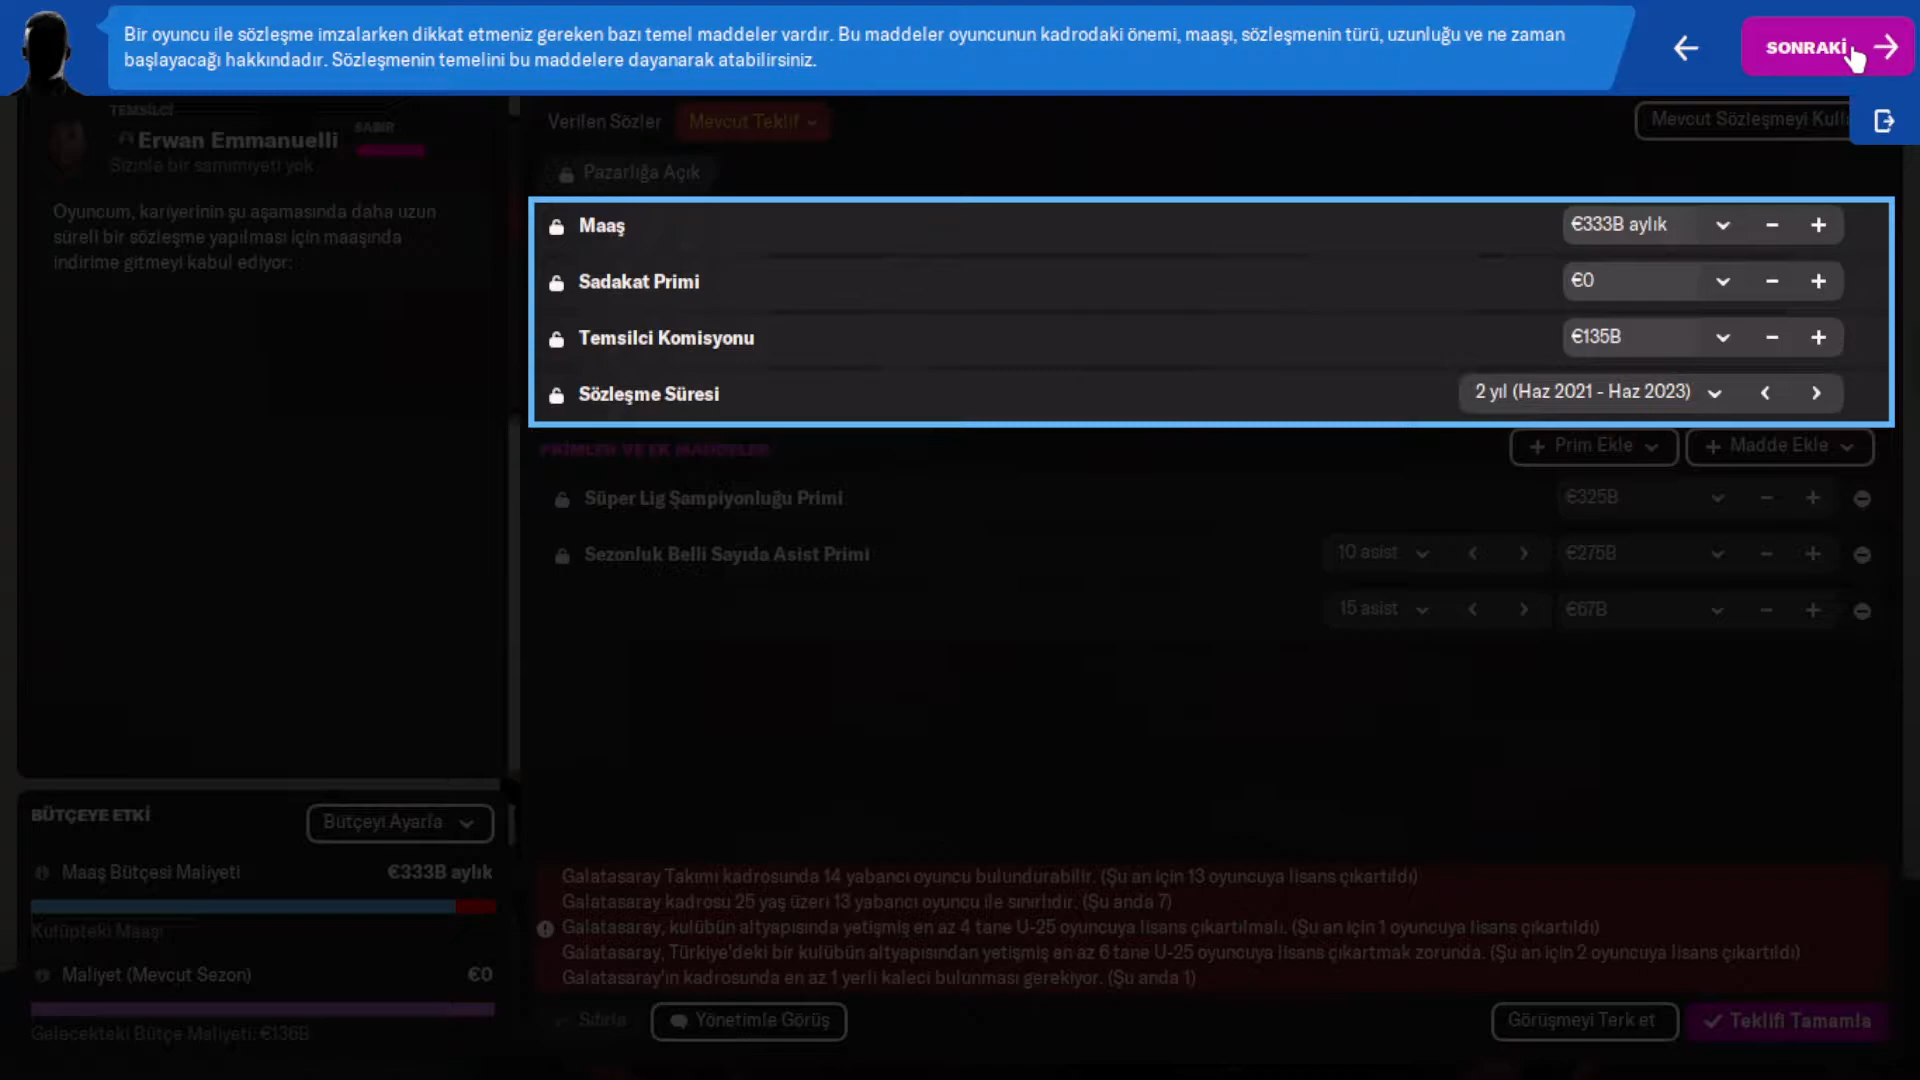 Bir oyuncu ile sözleşme imzalarken dikkat etmeniz gereken bazı temel maddeler vardır. Bu maddeler oyuncunun kadrodaki önemi, maaşı, sözleşmenin türü, uzunluğu ve ne zaman
başlayacağı hakkındadır. Sözleşmenin temelini bu maddelere dayanarak atabilirsiniz.
SONRAKİ
TEMSİLCİ
Erwan Emmanuelli
SABIR
Sizinle bir samimiyeti yok
Oyuncum, kariyerinin şu aşamasında daha uzun
süreli bir sözleşme yapılması için maaşında
indirime gitmeyi kabul ediyor:
Verilen Sözler
Mevcut Teklif
Mevcut Sözleşmeyi Kulla
Pazarlığa Açık
Maaş €333B aylık
Sadakat Primi €0
Temsilci Komisyonu €135B
Sözleşme Süresi 2 yıl (Haz 2021 - Haz 2023)
PRİMLER VE EK MADDELER
Prim Ekle
Madde Ekle
Süper Lig Şampiyonluğu Primi €325B
Sezonluk Belli Sayıda Asist Primi 10 asist €275B
15 asist €67B
BÜTÇEYE ETKİ
Bütçeyi Ayarla
Maaş Bütçesi Maliyeti €333B aylık
Kulüpteki Maaşı
Maliyet (Mevcut Sezon) €0
Gelecekteki Bütçe Maliyeti: €136B
Galatasaray Takımı kadrosunda 14 yabancı oyuncu bulundurabilir. (Şu an için 13 oyuncuya lisans çıkartıldı)
Galatasaray kadrosu 25 yaş üzeri 13 yabancı oyuncu ile sınırlıdır. (Şu anda 7)
Galatasaray, kulübün altyapısında yetişmiş en az 4 tane U-25 oyuncuya lisans çıkartılmalı. (Şu an için 1 oyuncuya lisans çıkartıldı)
Galatasaray, Türkiye'deki bir kulübün altyapısından yetişmiş en az 6 tane U-25 oyuncuya lisans çıkartmak zorunda. (Şu an için 2 oyuncuya lisans çıkartıldı)
Galatasaray'ın kadrosunda en az 1 yerli kaleci bulunması gerekiyor. (Şu anda 1)
Sıfırla
Yönetimle Görüş
Görüşmeyi Terk et
Teklifi Tamamla